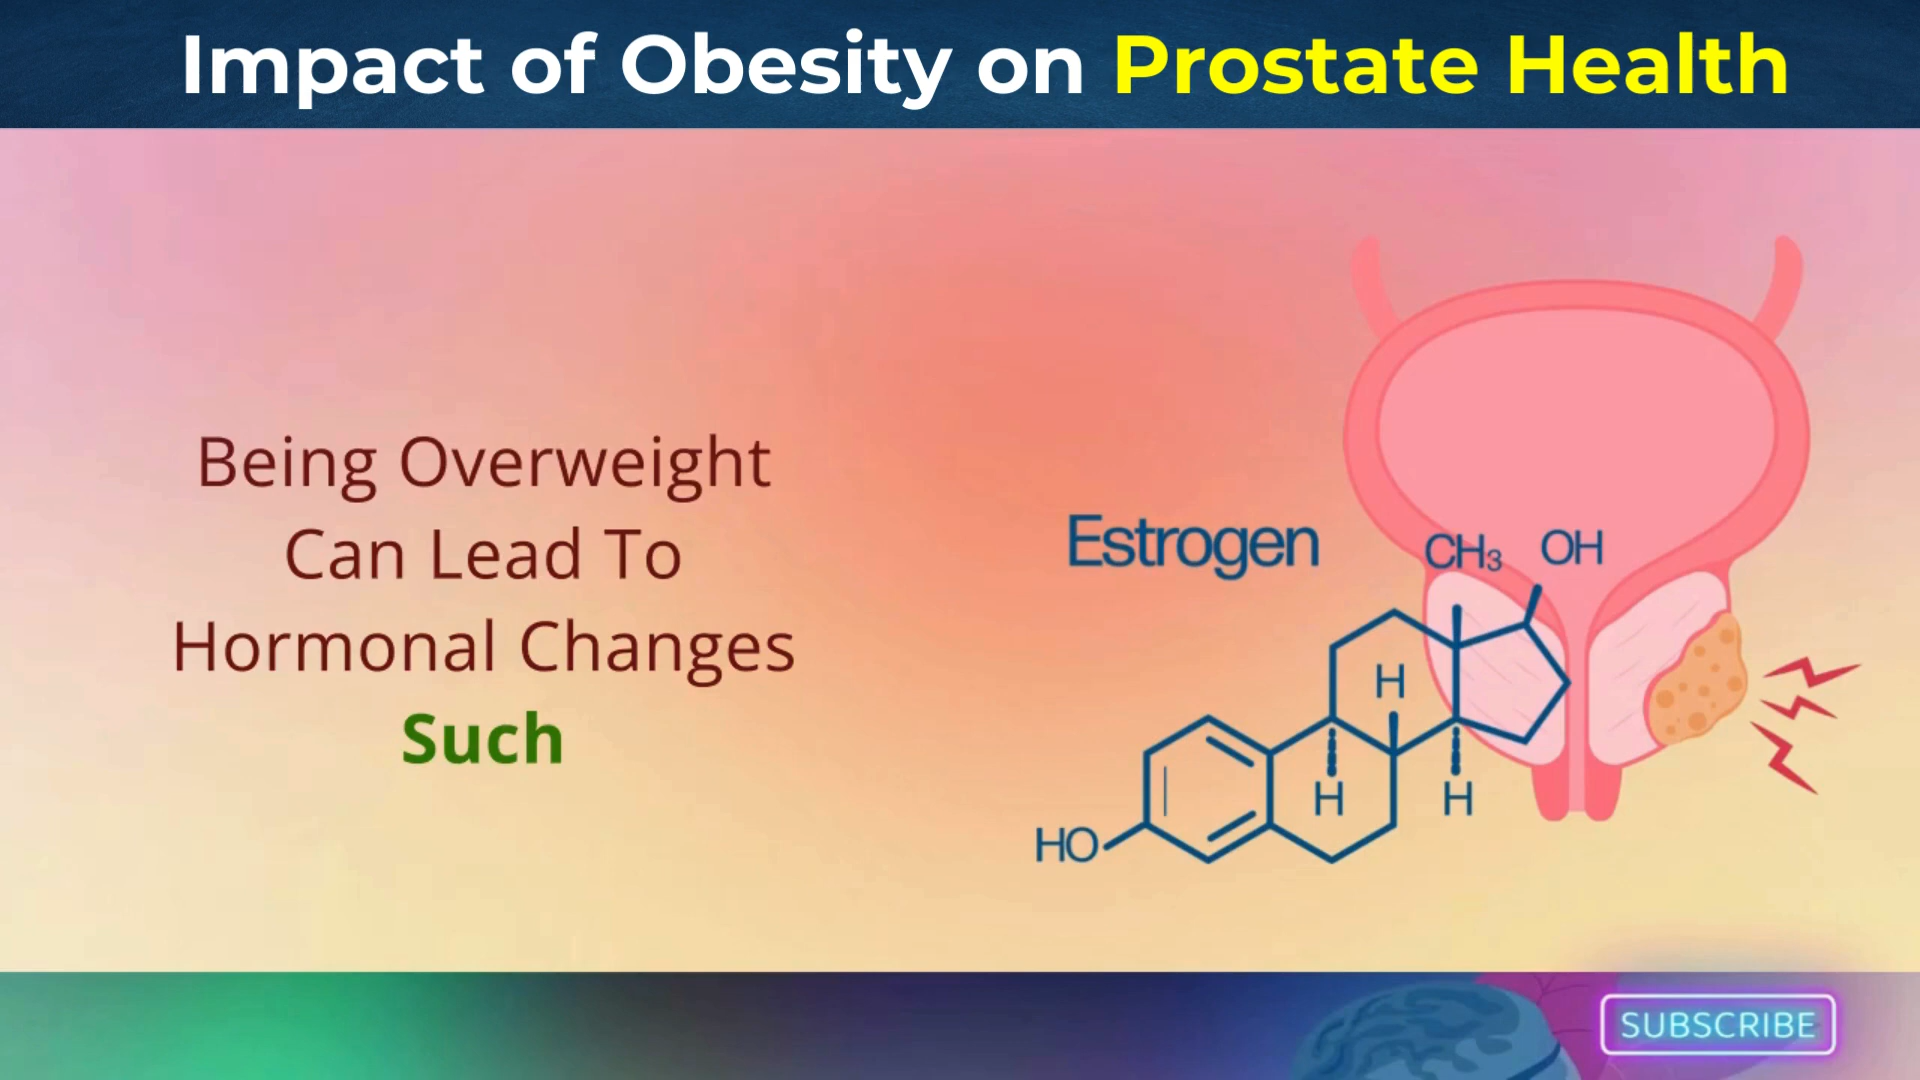 Impact of Obesity on Prostate Health
Being Overweight
Can Lead To
Hormonal Changes
Such
Estrogen
CH₃
OH
H
H
H
HO
SUBSCRIBE